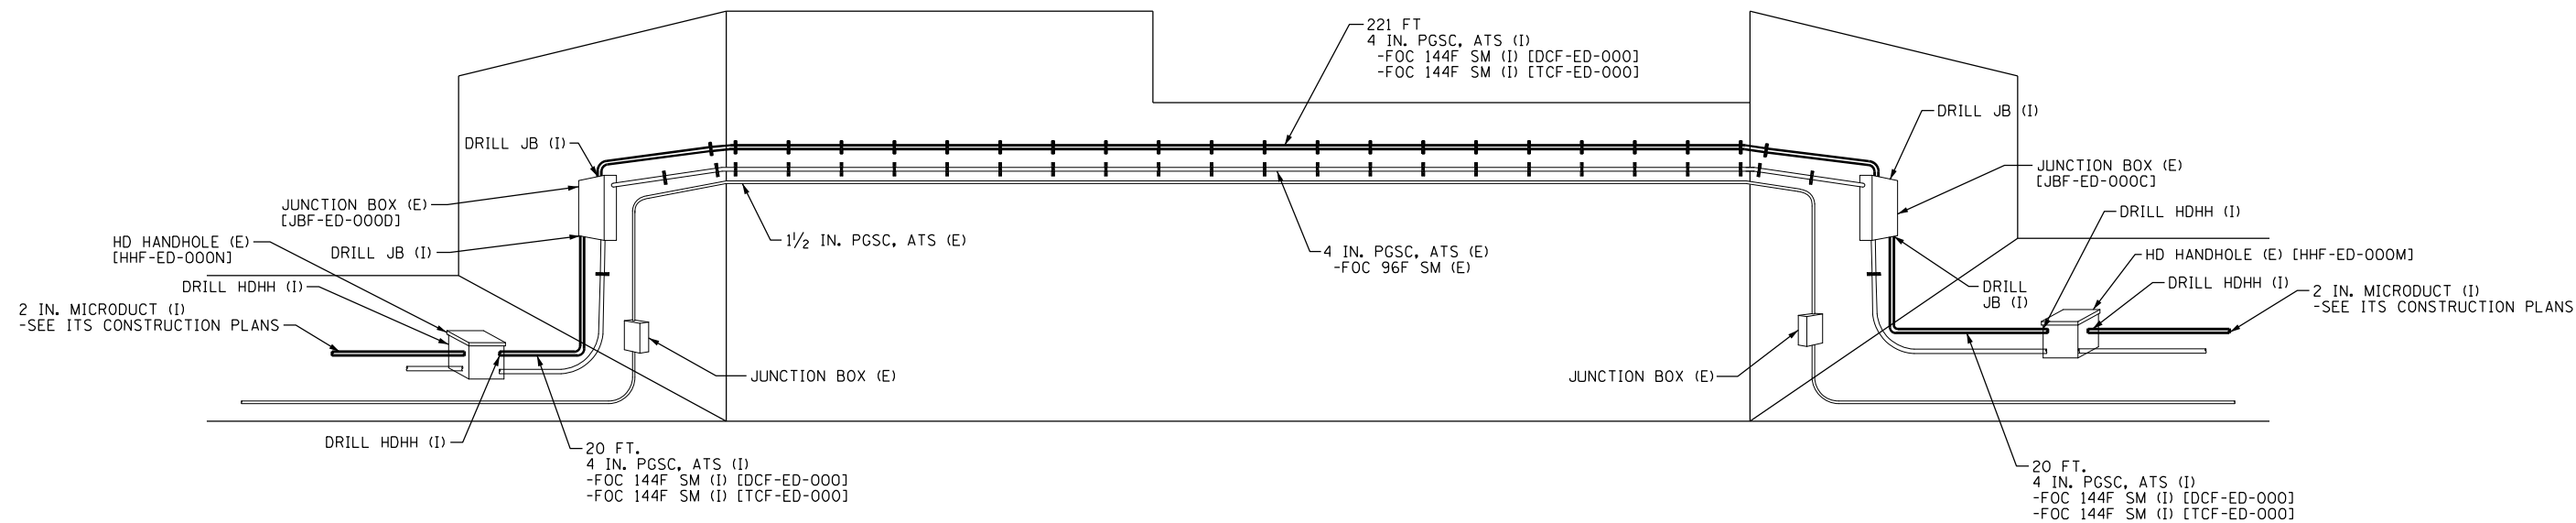 221 FT
4 IN. PGSC, ATS (I)
-FOC 144F SM (I) [DCF-ED-000]
-FOC 144F SM (I) [TCF-ED-000]
DRILL JB (I)
DRILL JB (I)
JUNCTION BOX (E)
[JBF-ED-000D]
JUNCTION BOX (E)
[JBF-ED-000C]
HD HANDHOLE (E)
[HHF-ED-000N]
DRILL JB (I)
1 1/2 IN. PGSC, ATS (E)
4 IN. PGSC, ATS (E)
-FOC 96F SM (E)
DRILL HDHH (I)
HD HANDHOLE (E) [HHF-ED-000M]
DRILL HDHH (I)
DRILL HDHH (I)
DRILL
JB (I)
2 IN. MICRODUCT (I)
-SEE ITS CONSTRUCTION PLANS
2 IN. MICRODUCT (I)
-SEE ITS CONSTRUCTION PLANS
JUNCTION BOX (E)
JUNCTION BOX (E)
DRILL HDHH (I)
20 FT.
4 IN. PGSC, ATS (I)
-FOC 144F SM (I) [DCF-ED-000]
-FOC 144F SM (I) [TCF-ED-000]
20 FT.
4 IN. PGSC, ATS (I)
-FOC 144F SM (I) [DCF-ED-000]
-FOC 144F SM (I) [TCF-ED-000]